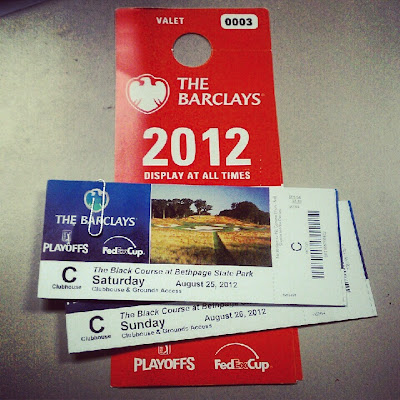 VALET
0003
THE
BARCLAYS
2012
DISPLAY AT ALL TIMES
THE BARCLAYS
PLAYOFFS
FedExCup
C
Clubhouse
The Black Course at Bethpage State Park
Saturday August 25, 2012
Clubhouse & Grounds Access
C
C
Clubhouse
The Black Course at Bethpage
Sunday August 26, 2012
Clubhouse & Grounds Access
PLAYOFFS
FedExCup